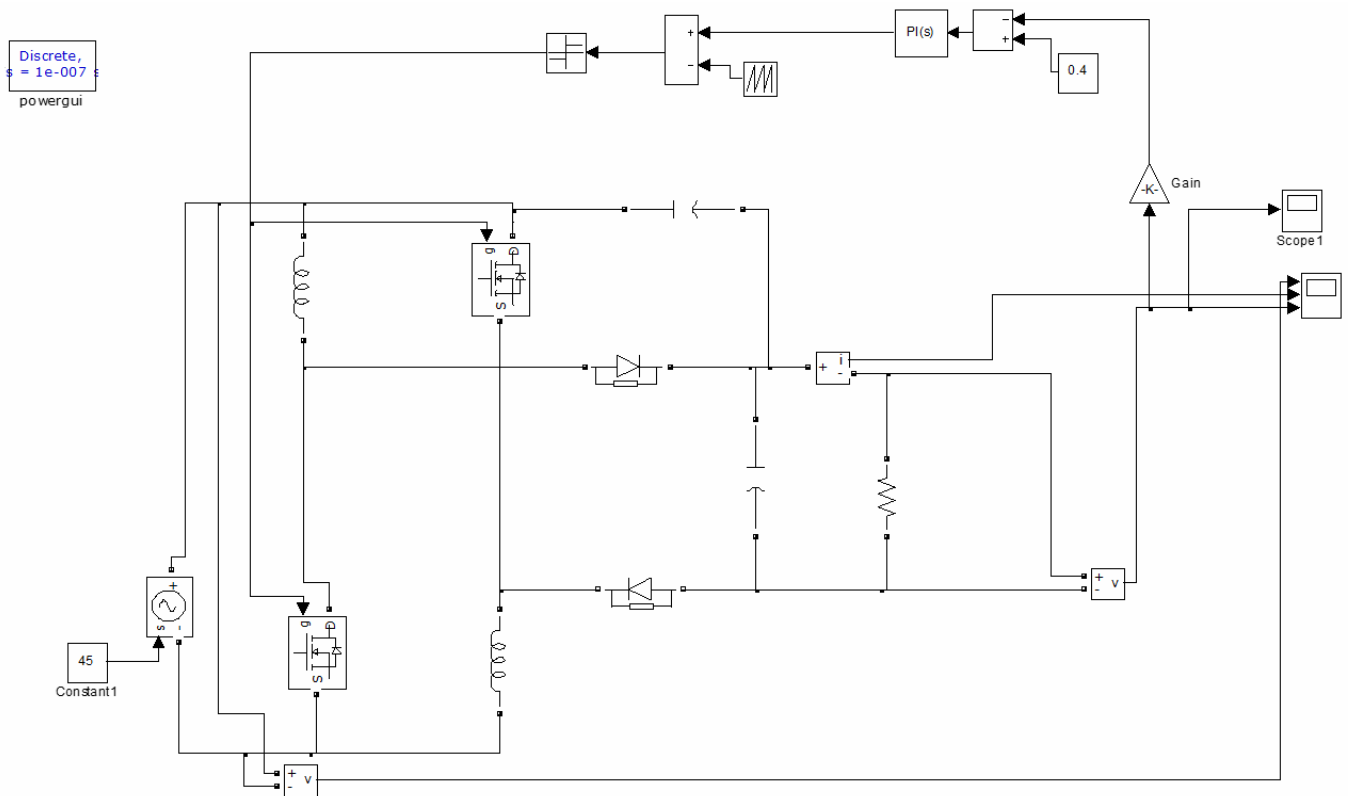 Discrete,
s = 1e-007 s
powergui
+
−
PI(s)
−
+
0.4
-K-
Gain
Scope1
g
D
S
+
i
-
+
-
v
+
s
-
45
Constant1
g
D
S
+
-
v